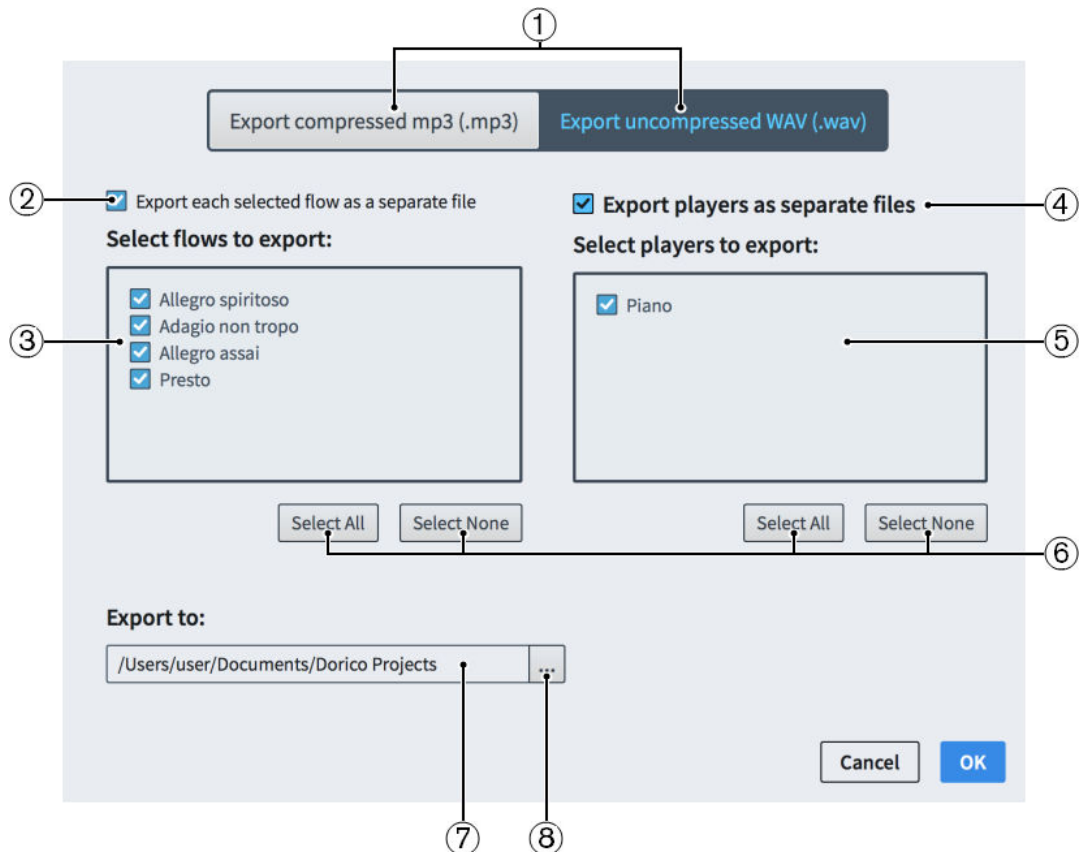 ①
Export compressed mp3 (.mp3) Export uncompressed WAV (.wav)
② Export each selected flow as a separate file Export players as separate files ④
Select flows to export: Select players to export:
Allegro spiritoso Piano
Adagio non tropo
③ Allegro assai ⑤
Presto
Select All Select None Select All Select None
⑥
Export to:
/Users/user/Documents/Dorico Projects ...
Cancel OK
⑦ ⑧